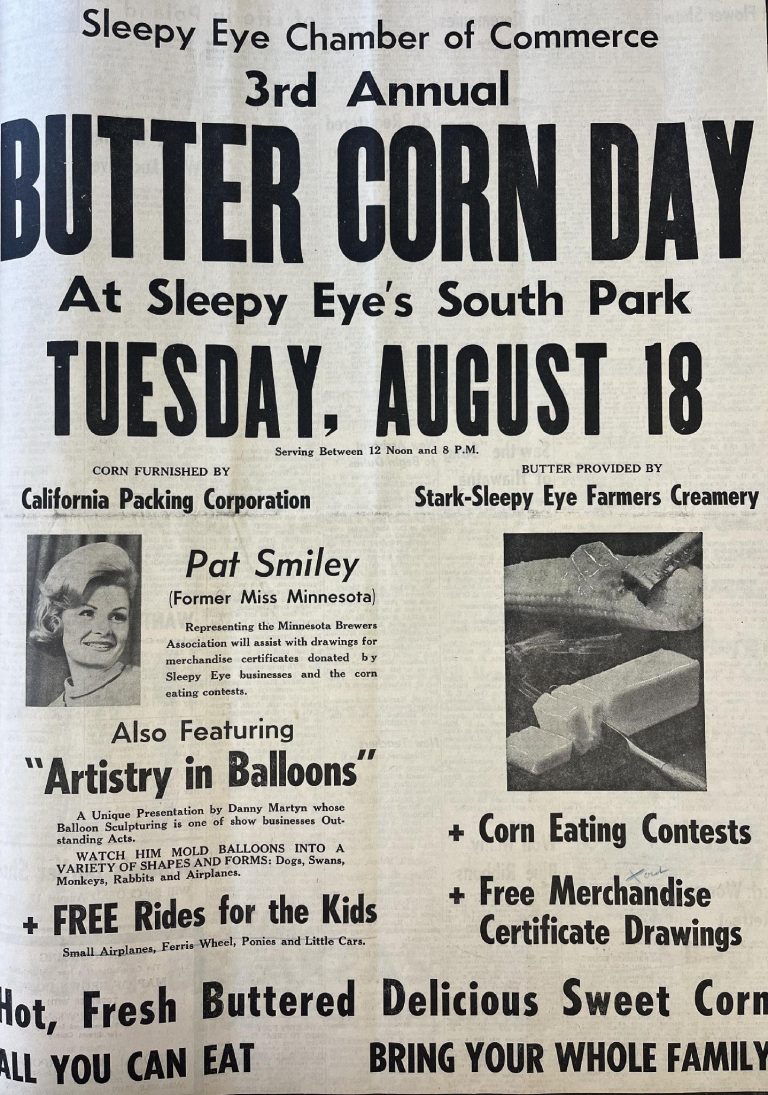 Sleepy Eye Chamber of Commerce
3rd Annual
BUTTER CORN DAY
At Sleepy Eye's South Park
TUESDAY, AUGUST 18
Serving Between 12 Noon and 8 P.M.
CORN FURNISHED BY
California Packing Corporation
BUTTER PROVIDED BY
Stark-Sleepy Eye Farmers Creamery
Pat Smiley
(Former Miss Minnesota)
Representing the Minnesota Brewers
Association will assist with drawings for
merchandise certificates donated by
Sleepy Eye businesses and the corn
eating contests.
Also Featuring
"Artistry in Balloons"
A Unique Presentation by Danny Martyn whose
Balloon Sculpturing is one of show businesses Out-
standing Acts.
WATCH HIM MOLD BALLOONS INTO A
VARIETY OF SHAPES AND FORMS: Dogs, Swans,
Monkeys, Rabbits and Airplanes.
+ FREE Rides for the Kids
Small Airplanes, Ferris Wheel, Ponies and Little Cars.
+ Corn Eating Contests
+ Free Merchandise
Certificate Drawings
Hot, Fresh Buttered Delicious Sweet Corn
ALL YOU CAN EAT BRING YOUR WHOLE FAMILY